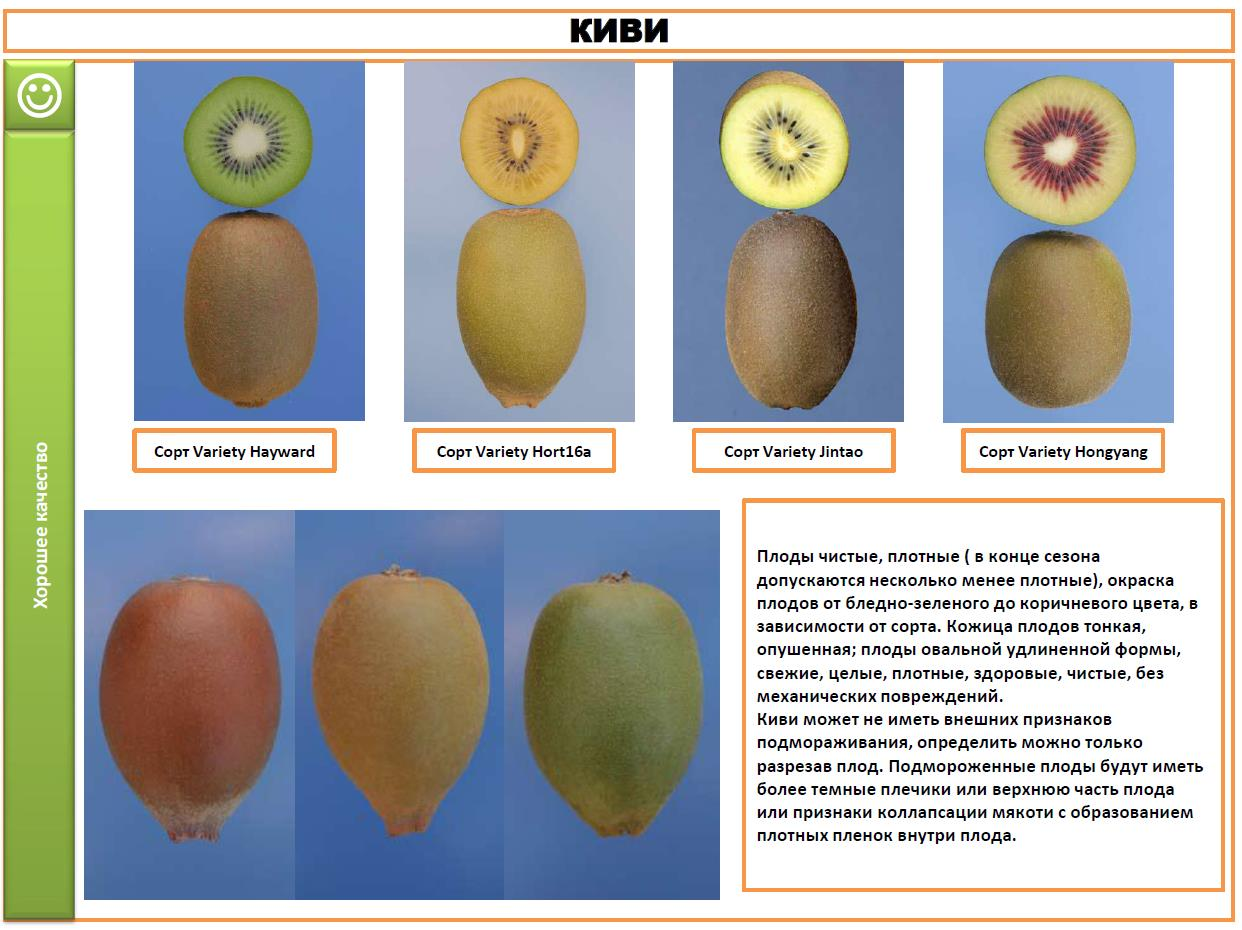 КИВИ
Сорт Variety Hayward
Сорт Variety Hort16a
Сорт Variety Jintao
Сорт Variety Hongyang
Хорошее качество
Плоды чистые, плотные ( в конце сезона
допускаются несколько менее плотные), окраска
плодов от бледно-зеленого до коричневого цвета, в
зависимости от сорта. Кожица плодов тонкая,
опушенная; плоды овальной удлиненной формы,
свежие, целые, плотные, здоровые, чистые, без
механических повреждений.
Киви может не иметь внешних признаков
подмораживания, определить можно только
разрезав плод. Подмороженные плоды будут иметь
более темные плечики или верхнюю часть плода
или признаки коллапсации мякоти с образованием
плотных пленок внутри плода.